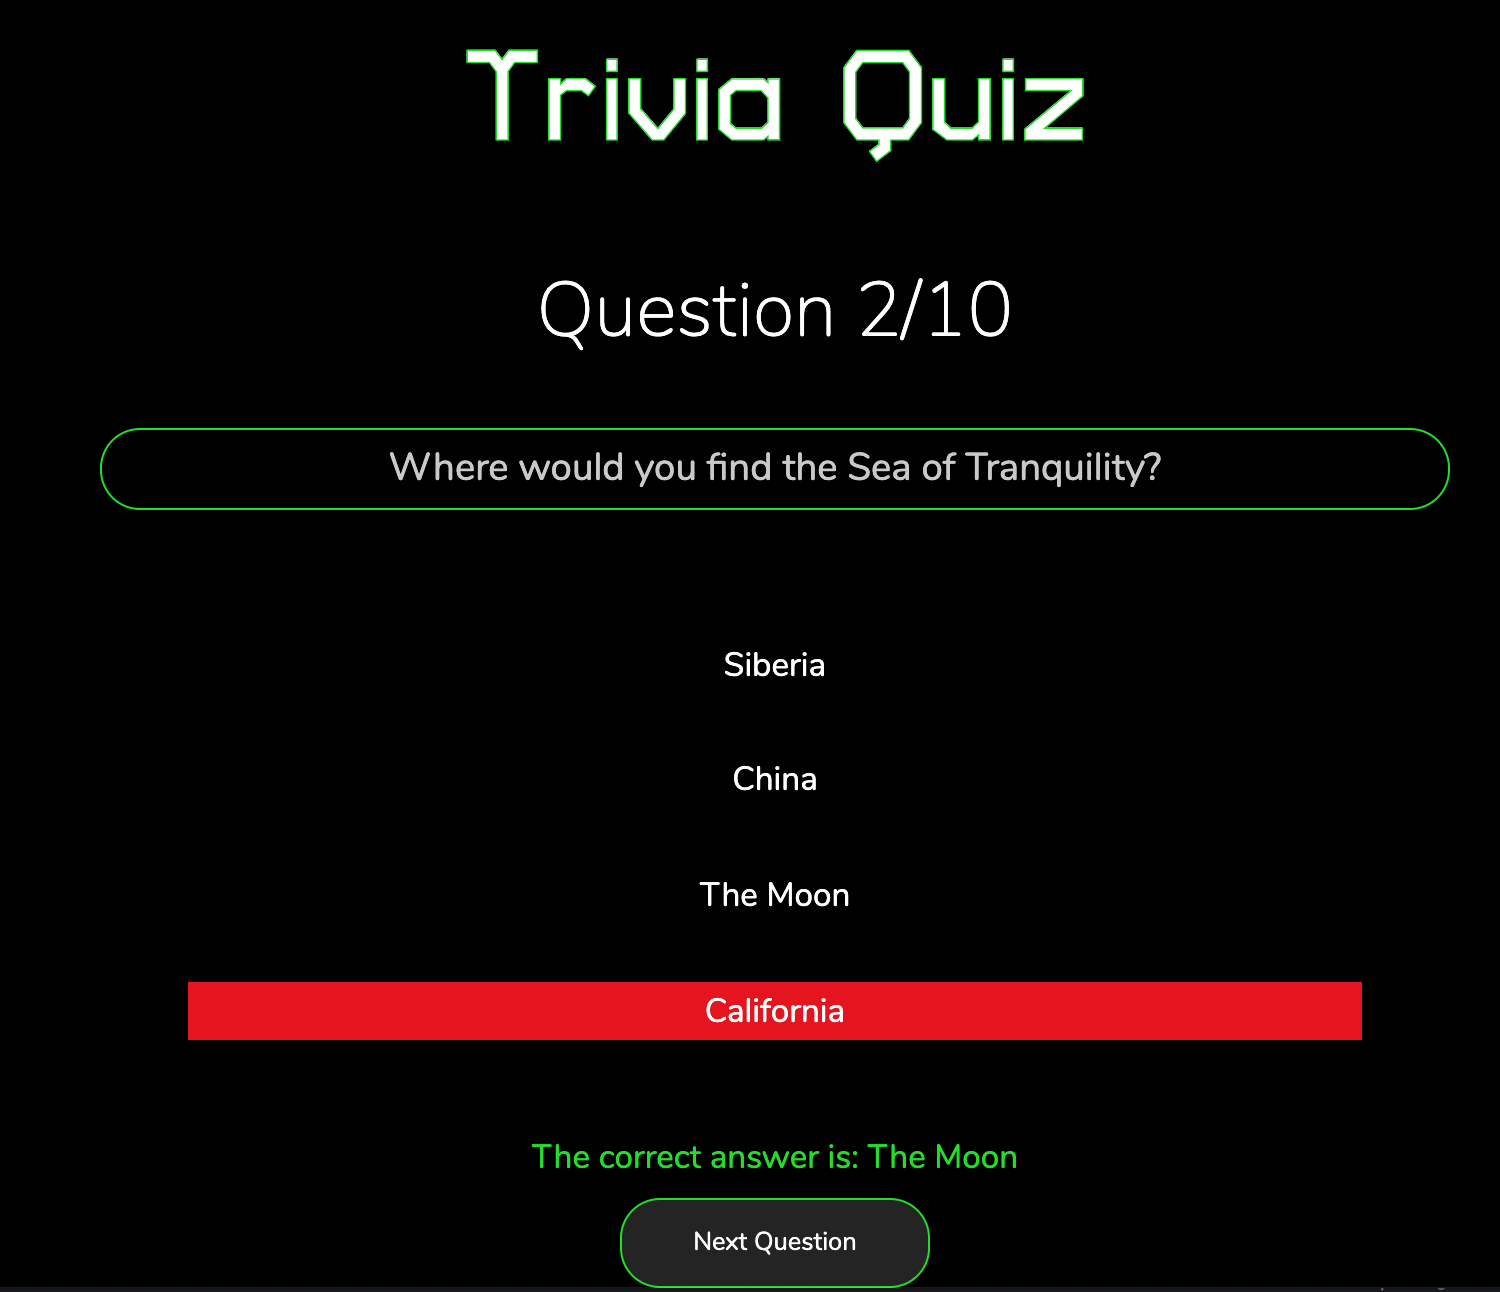 Trivia Quiz
Question 2/10
Where would you find the Sea of Tranquility?
Siberia
China
The Moon
California
The correct answer is: The Moon
Next Question